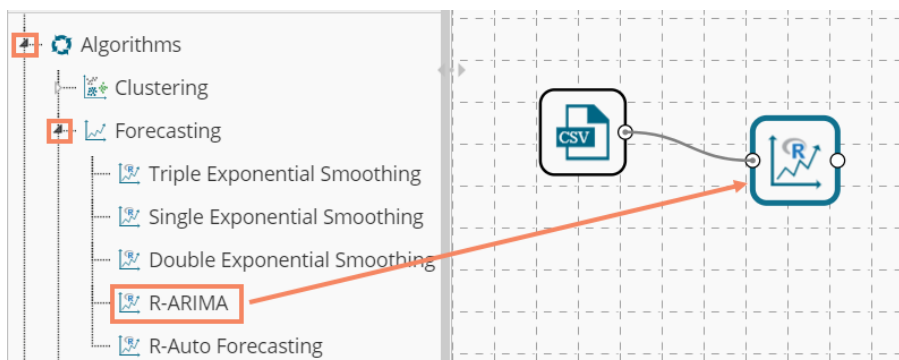 Algorithms
Clustering
Forecasting
Triple Exponential Smoothing
Single Exponential Smoothing
Double Exponential Smoothing
R-ARIMA
R-Auto Forecasting
CSV
R